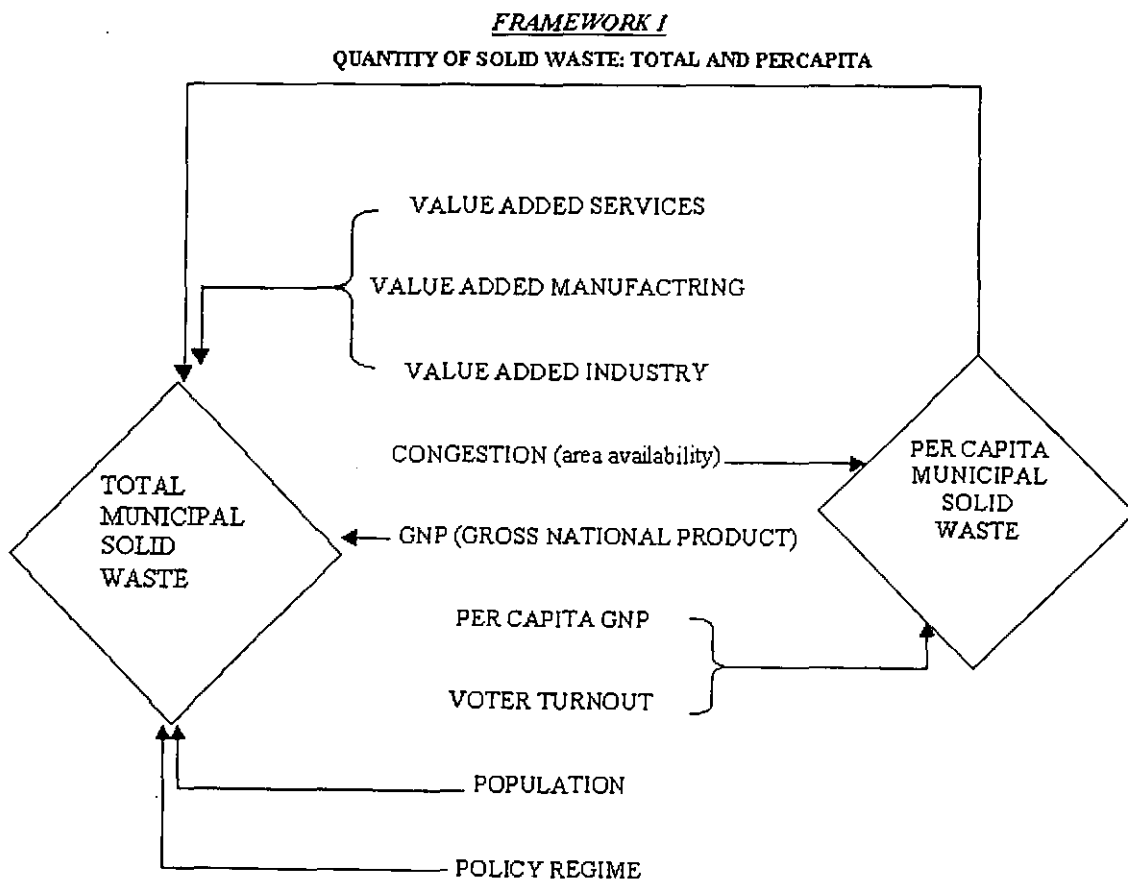 FRAMEWORK I
QUANTITY OF SOLID WASTE: TOTAL AND PERCAPITA
VALUE ADDED SERVICES
VALUE ADDED MANUFACTRING
VALUE ADDED INDUSTRY
CONGESTION (area availability)
PER CAPITA
MUNICIPAL
SOLID
WASTE
TOTAL
MUNICIPAL
SOLID
WASTE
GNP (GROSS NATIONAL PRODUCT)
PER CAPITA GNP
VOTER TURNOUT
POPULATION
POLICY REGIME